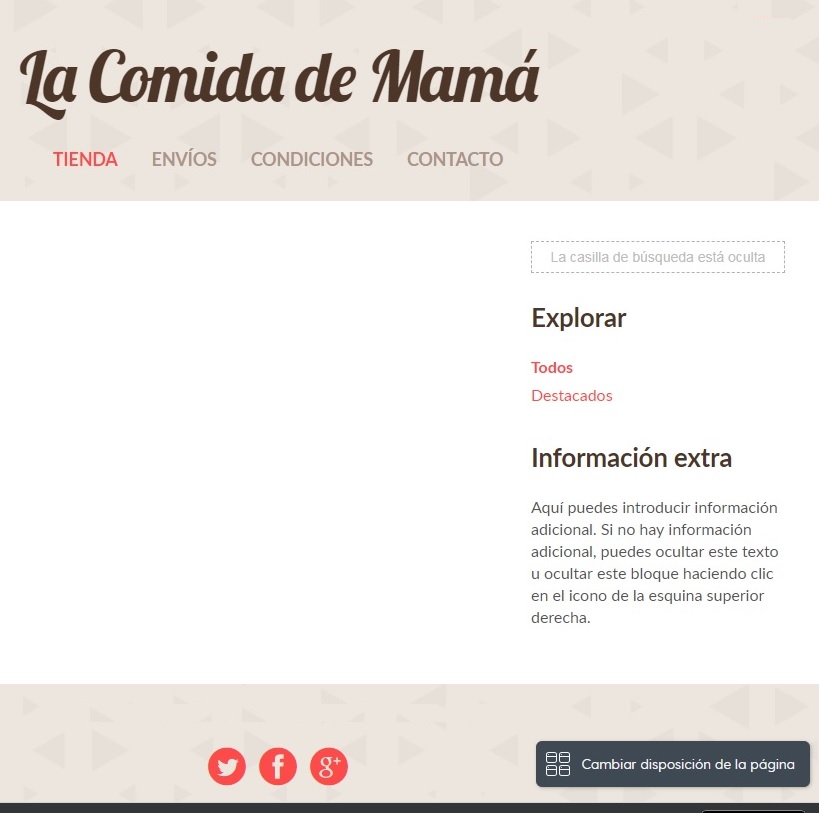 La Comida de Mamá
TIENDA ENVÍOS CONDICIONES CONTACTO
La casilla de búsqueda está oculta
Explorar
Todos
Destacados
Información extra
Aquí puedes introducir información
adicional. Si no hay información
adicional, puedes ocultar este texto
u ocultar este bloque haciendo clic
en el icono de la esquina superior
derecha.
g+
Cambiar disposición de la página